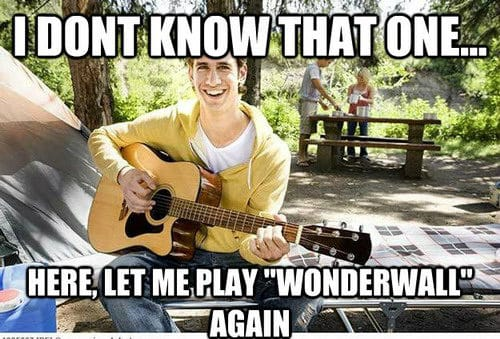 I DONT KNOW THAT ONE...
HERE, LET ME PLAY "WONDERWALL"
AGAIN